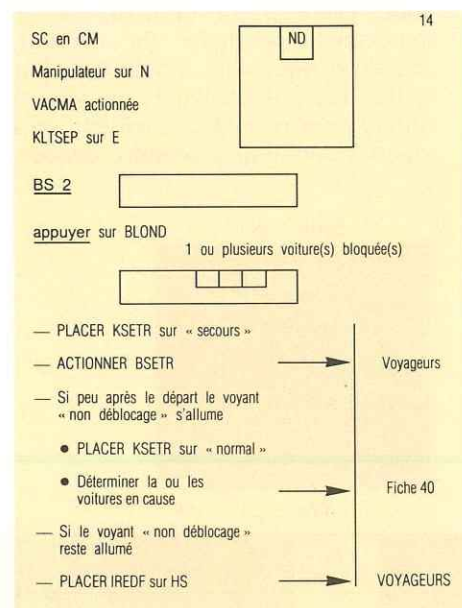 14
SC en CM
ND
Manipulateur sur N
VACMA actionnée
KLTSEP sur E
BS 2
appuyer sur BLOND
1 ou plusieurs voiture(s) bloquée(s)
— PLACER KSETR sur « secours »
— ACTIONNER BSETR
Voyageurs
— Si peu après le départ le voyant
« non déblocage » s'allume
● PLACER KSETR sur « normal »
● Déterminer la ou les
voitures en cause
Fiche 40
— Si le voyant « non déblocage »
reste allumé
— PLACER IREDF sur HS
VOYAGEURS